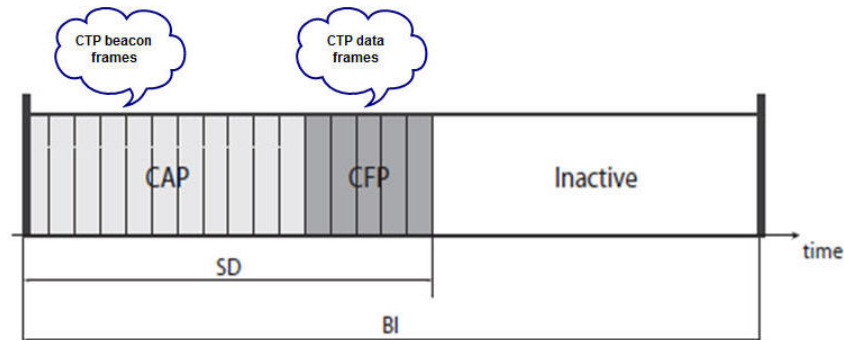 CTP beacon
frames
CTP data
frames
CAP
CFP
Inactive
time
SD
BI